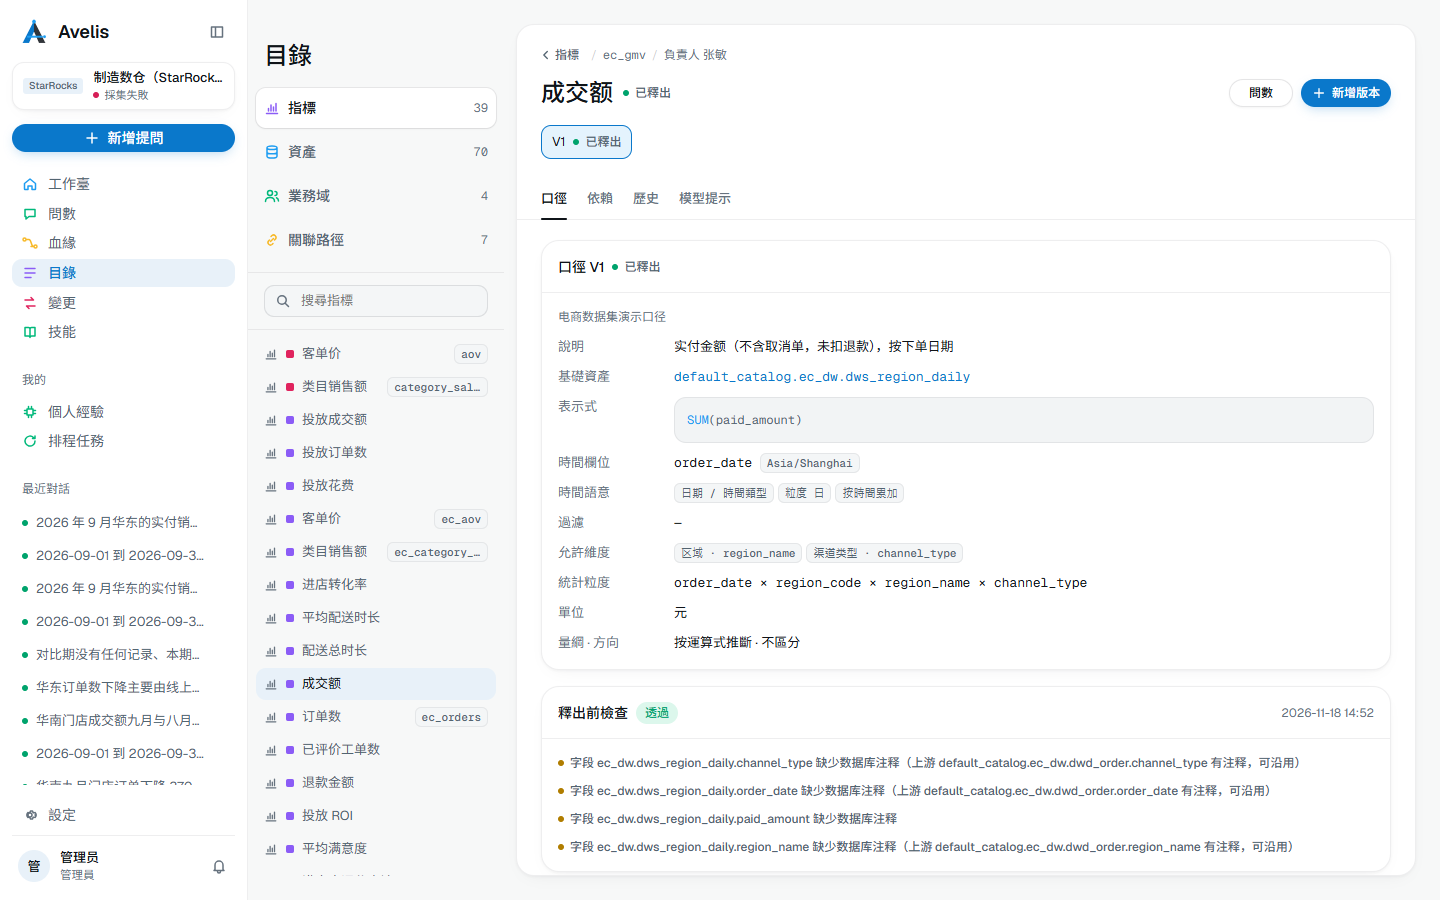 Avelis
StarRocks
制造数仓（StarRock...
採集失敗
新增提問
工作臺
問數
血緣
目錄
變更
技能
我的
個人經驗
排程任務
最近對話
2026 年 9 月华东的实付销...
2026-09-01 到 2026-09-3...
2026 年 9 月华东的实付销...
2026-09-01 到 2026-09-3...
对比期没有任何记录、本期...
华东订单数下降主要由线上...
华南门店成交额九月与八月...
2026-09-01 到 2026-09-3...
設定
管
管理员
管理員
目錄
指標 39
資產 70
業務域 4
關聯路徑 7
搜尋指標
客单价 aov
类目销售额 category_sal...
投放成交额
投放订单数
投放花费
客单价 ec_aov
类目销售额 ec_category_...
进店转化率
平均配送时长
配送总时长
成交额
订单数 ec_orders
已评价工单数
退款金额
投放 ROI
平均满意度
指標 / ec_gmv / 負責人 张敏
成交额 已釋出
問數
新增版本
V1 已釋出
口徑 依賴 歷史 模型提示
口徑 V1 已釋出
电商数据集演示口径
說明 实付金额（不含取消单，未扣退款），按下单日期
基礎資產 default_catalog.ec_dw.dws_region_daily
表示式 SUM(paid_amount)
時間欄位 order_date Asia/Shanghai
時間語意 日期 / 時間類型 粒度 日 按時間累加
過濾 —
允許維度 区域 · region_name 渠道类型 · channel_type
統計粒度 order_date × region_code × region_name × channel_type
單位 元
量綱 · 方向 按運算式推斷 · 不區分
釋出前檢查 透過 2026-11-18 14:52
字段 ec_dw.dws_region_daily.channel_type 缺少数据库注释（上游 default_catalog.ec_dw.dwd_order.channel_type 有注释，可沿用）
字段 ec_dw.dws_region_daily.order_date 缺少数据库注释（上游 default_catalog.ec_dw.dwd_order.order_date 有注释，可沿用）
字段 ec_dw.dws_region_daily.paid_amount 缺少数据库注释
字段 ec_dw.dws_region_daily.region_name 缺少数据库注释（上游 default_catalog.ec_dw.dwd_order.region_name 有注释，可沿用）